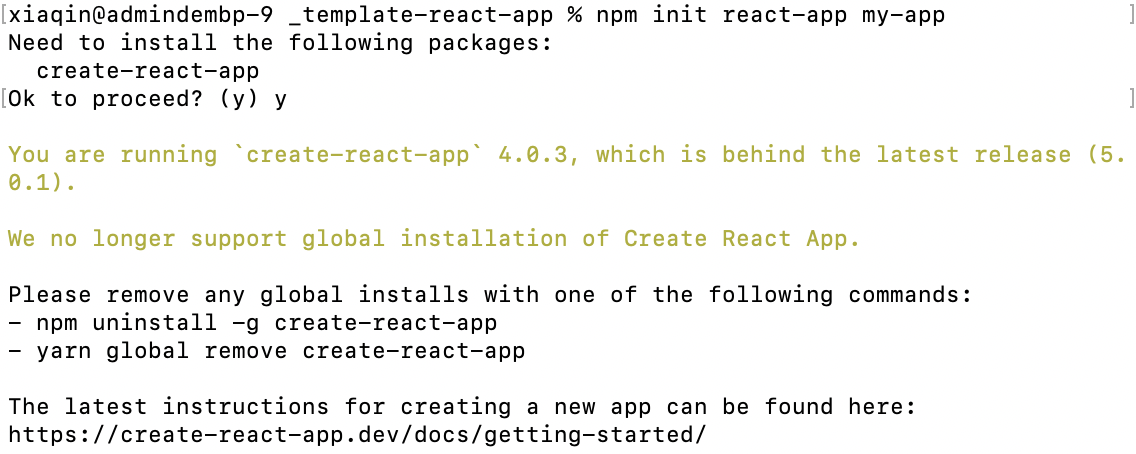 [xiaqin@admindembp-9 _template-react-app % npm init react-app my-app ]
Need to install the following packages:
  create-react-app
[Ok to proceed? (y) y ]
You are running `create-react-app` 4.0.3, which is behind the latest release (5.
0.1).
We no longer support global installation of Create React App.
Please remove any global installs with one of the following commands:
- npm uninstall -g create-react-app
- yarn global remove create-react-app
The latest instructions for creating a new app can be found here:
https://create-react-app.dev/docs/getting-started/